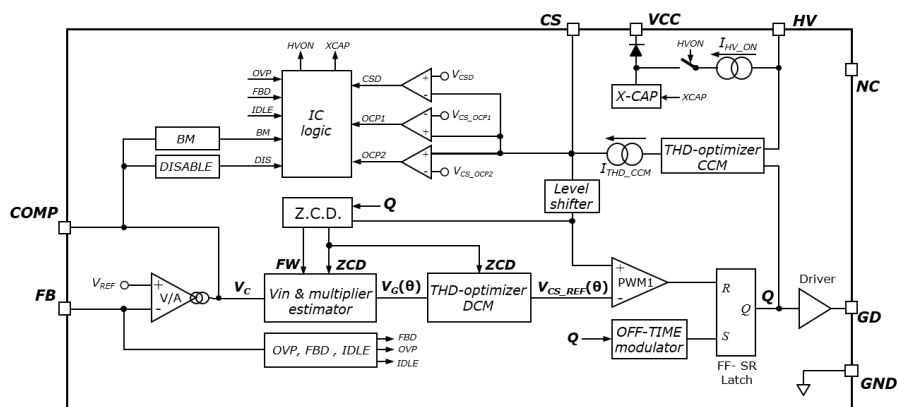 CS
VCC
HV
HVON
XCAP
HVON
I_HV_ON
NC
OVP
FBD
IDLE
BM
DIS
IC
logic
CSD
OCP1
OCP2
+
-
V_CSD
-
+
V_CS_OCP1
+
-
V_CS_OCP2
X-CAP
XCAP
BM
DISABLE
I_THD_CCM
THD-optimizer
CCM
Level
shifter
COMP
Z.C.D.
Q
FW
ZCD
ZCD
V_REF
+
-
V/A
V_C
Vin & multiplier
estimator
V_G(θ)
THD-optimizer
DCM
V_CS_REF(θ)
+
-
PWM1
R
S
Q
Q
Driver
FB
GD
OVP, FBD , IDLE
FBD
OVP
IDLE
Q
OFF-TIME
modulator
FF- SR
Latch
GND